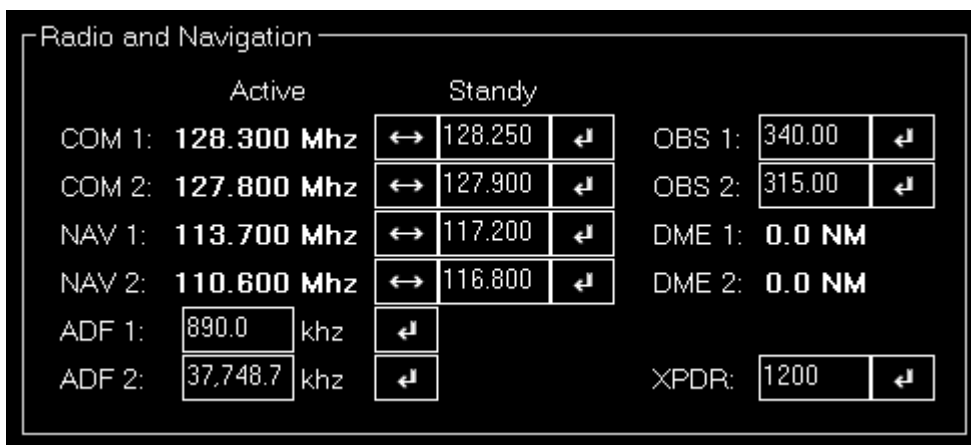 Radio and Navigation
Active Standy
COM 1: 128.300 Mhz 128.250 OBS 1: 340.00
COM 2: 127.800 Mhz 127.900 OBS 2: 315.00
NAV 1: 113.700 Mhz 117.200 DME 1: 0.0 NM
NAV 2: 110.600 Mhz 116.800 DME 2: 0.0 NM
ADF 1: 890.0 khz
ADF 2: 37,748.7 khz XPDR: 1200